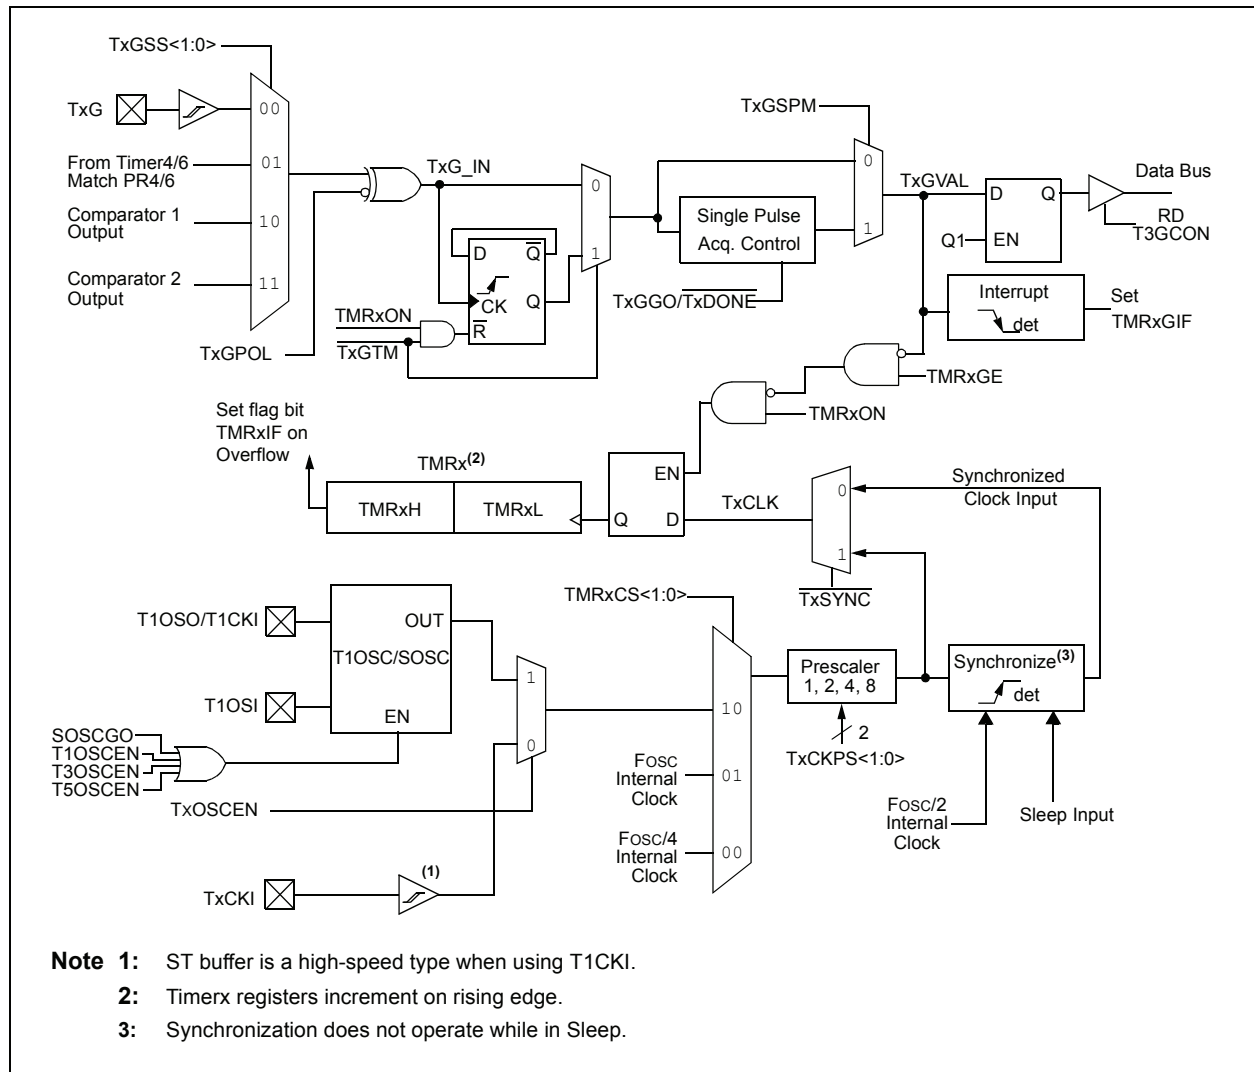 TxGSS<1:0>
TxG
00
From Timer4/6
Match PR4/6
01
Comparator 1
Output
10
Comparator 2
Output
11
TxGPOL
TxG_IN
0
1
D
Q
CK
Q
R
TMRxON
TxGTM
TxGSPM
0
1
Single Pulse
Acq. Control
TxGGO/TxDONE
TxGVAL
D
Q
Q1
EN
Data Bus
RD
T3GCON
Interrupt
det
Set
TMRxGIF
TMRxGE
TMRxON
Set flag bit
TMRxIF on
Overflow
TMRx(2)
TMRxH
TMRxL
EN
Q
D
TxCLK
0
1
TxSYNC
Synchronized
Clock Input
T1OSO/T1CKI
OUT
T1OSC/SOSC
T1OSI
EN
SOSCGO
T1OSCEN
T3OSCEN
T5OSCEN
TxOSCEN
1
0
TxCKI
(1)
TMRxCS<1:0>
10
FOSC
Internal
Clock
01
FOSC/4
Internal
Clock
00
Prescaler
1, 2, 4, 8
2
TxCKPS<1:0>
Synchronize(3)
det
FOSC/2
Internal
Clock
Sleep Input
Note 1: ST buffer is a high-speed type when using T1CKI.
2: Timerx registers increment on rising edge.
3: Synchronization does not operate while in Sleep.